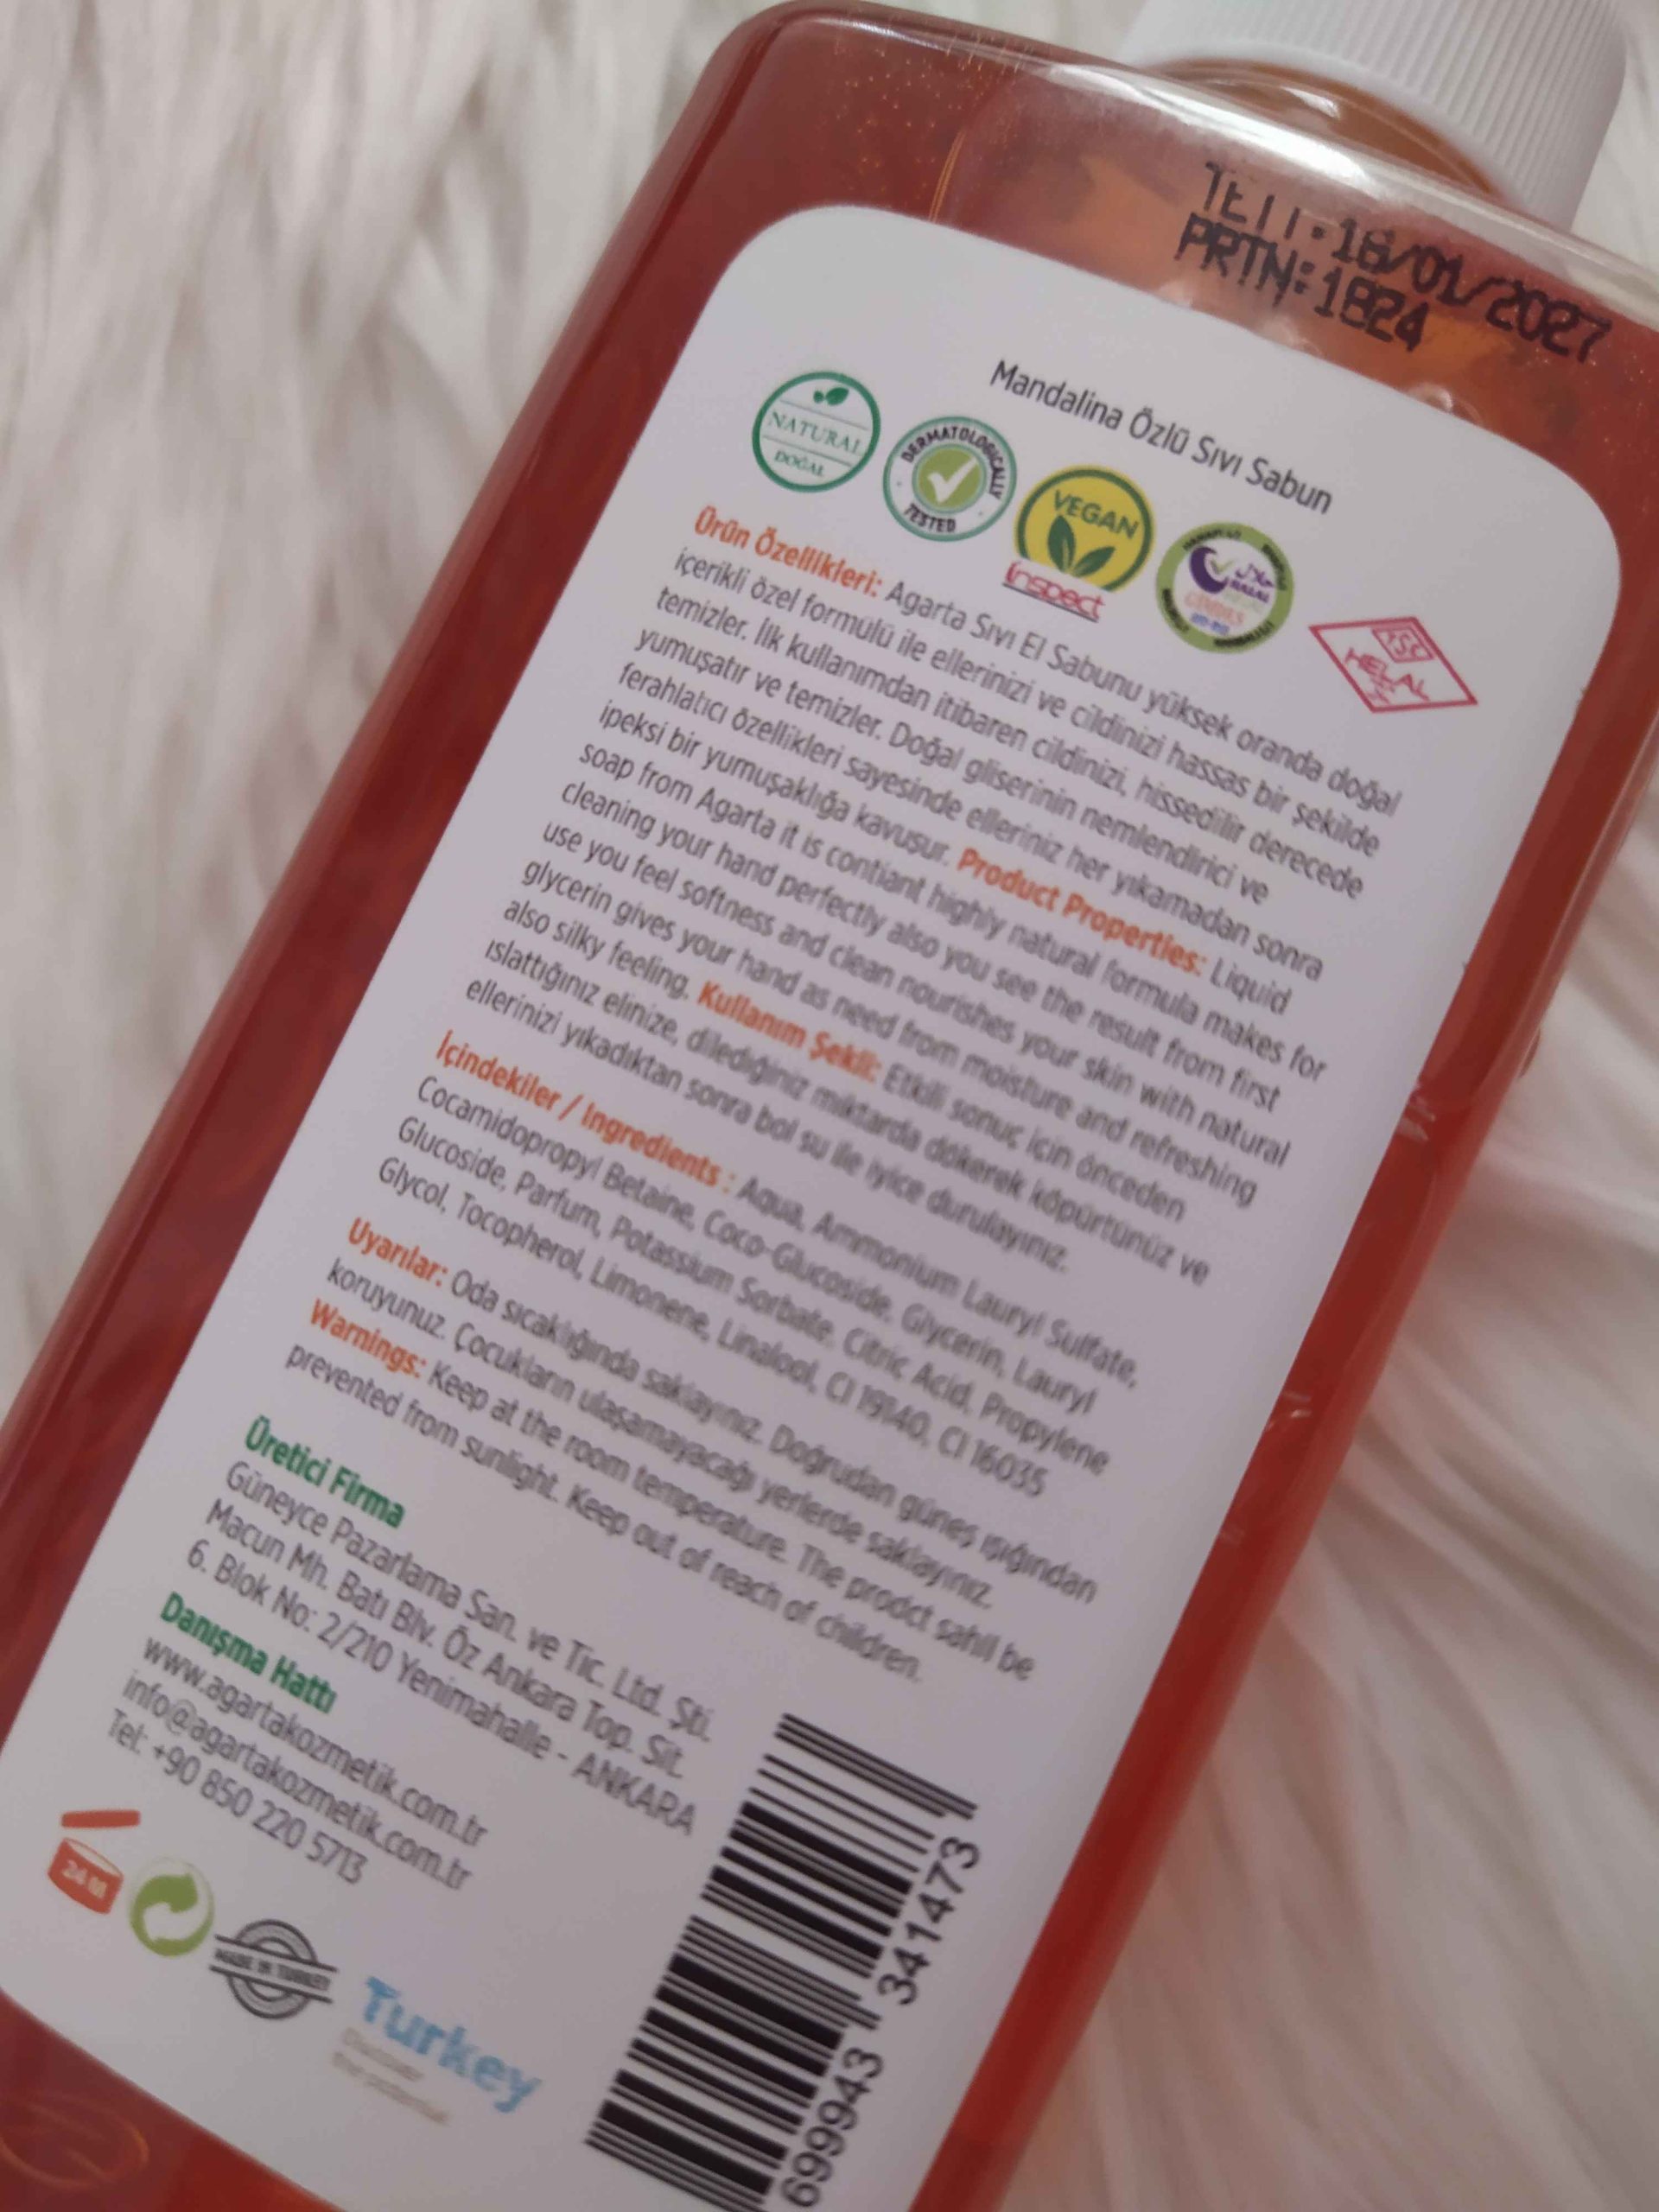 TETT:18/01/2027
PRTN:1824
Mandalina Özlü Sıvı Sabun
NATURAL
DOĞAL
DERMATOLOGICALLY
TESTED
VEGAN
inspect
HALAL
HELAL
Ürün Özellikleri: Agarta Sıvı El Sabunu yüksek oranda doğal
içerikli özel formulü ile ellerinizi ve cildinizi hassas bir şekilde
temizler. İlk kullanımdan itibaren cildinizi, hissedilir derecede
yumuşatır ve temizler. Doğal gliserinin nemlendirici ve
ferahlatıcı özellikleri sayesinde elleriniz her yıkamadan sonra
ipeksi bir yumuşaklığa kavusur. Product Properties: Liquid
soap from Agarta it is contiant highly natural formula makes for
cleaning your hand perfectly also you see the result from first
use you feel softness and clean nourishes your skin with natural
glycerin gives your hand as need from moisture and refreshing
also silky feeling. Kullanım Şekli: Etkili sonuç için önceden
ıslattığınız elinize, dilediğiniz miktarda dökerek köpürtünüz ve
ellerinizi yıkadıktan sonra bol su ile iyice durulayınız.
İçindekiler / Ingredients : Aqua, Ammonium Lauryl Sulfate,
Cocamidopropyl Betaine, Coco-Glucoside, Glycerin, Lauryl
Glucoside, Parfum, Potassium Sorbate, Citric Acid, Propylene
Glycol, Tocopherol, Limonene, Linalool, CI 19140, CI 16035
Uyarılar: Oda sıcaklığında saklayınız. Doğrudan güneş ışığından
koruyunuz. Çocukların ulaşamayacağı yerlerde saklayınız.
Warnings: Keep at the room temperature. The prodct sahil be
prevented from sunlight. Keep out of reach of children.
Üretici Firma
Güneyce Pazarlama San. ve Tic. Ltd. Şti.
Macun Mh. Batı Blv. Öz Ankara Top. Sit.
6. Blok No: 2/210 Yenimahalle - ANKARA
Danışma Hattı
www.agartakozmetik.com.tr
info@agartakozmetik.com.tr
Tel: +90 850 220 5713
24 M
MADE IN TURKEY
Turkey
Discover
the potential
699943 341473